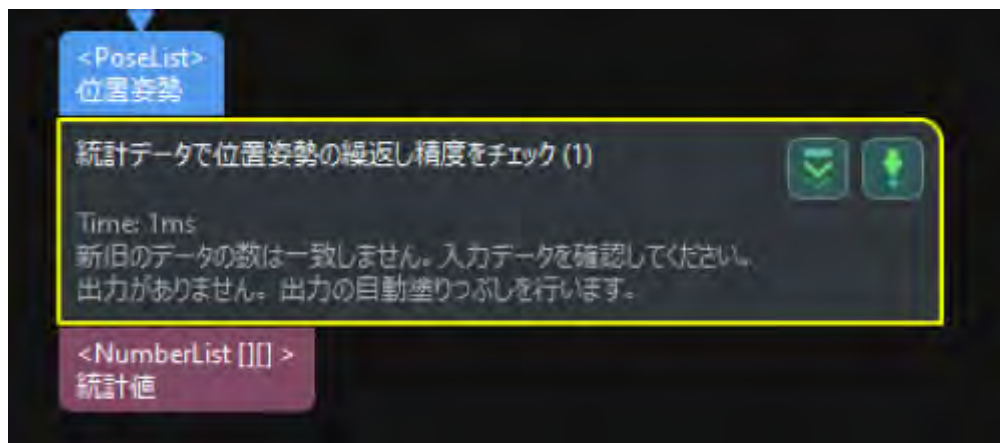 <PoseList>
位置姿勢
統計データで位置姿勢の繰返し精度をチェック (1)
Time: 1ms
新旧のデータの数は一致しません。入力データを確認してください。
出力がありません。出力の自動塗りつぶしを行います。
<NumberList [][] >
統計値